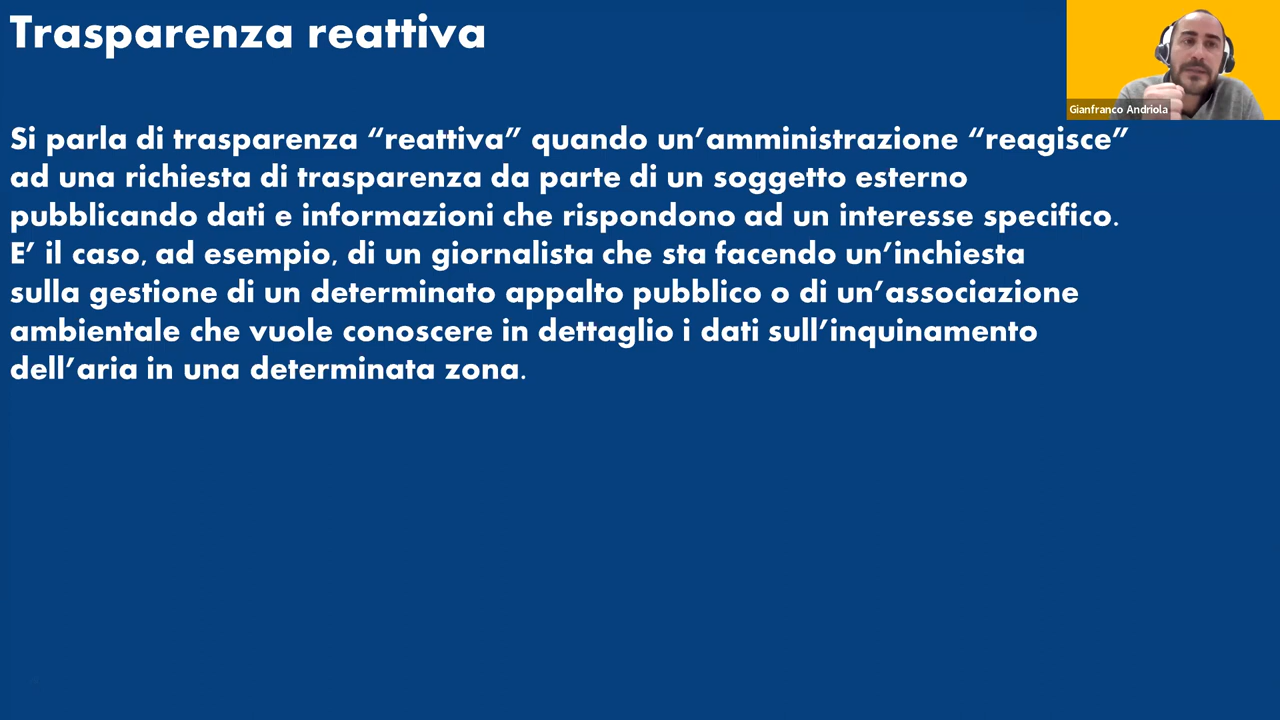 Trasparenza reattiva
Gianfranco Andriola
Si parla di trasparenza “reattiva” quando un’amministrazione “reagisce”
ad una richiesta di trasparenza da parte di un soggetto esterno
pubblicando dati e informazioni che rispondono ad un interesse specifico.
E’ il caso, ad esempio, di un giornalista che sta facendo un’inchiesta
sulla gestione di un determinato appalto pubblico o di un’associazione
ambientale che vuole conoscere in dettaglio i dati sull’inquinamento
dell’aria in una determinata zona.